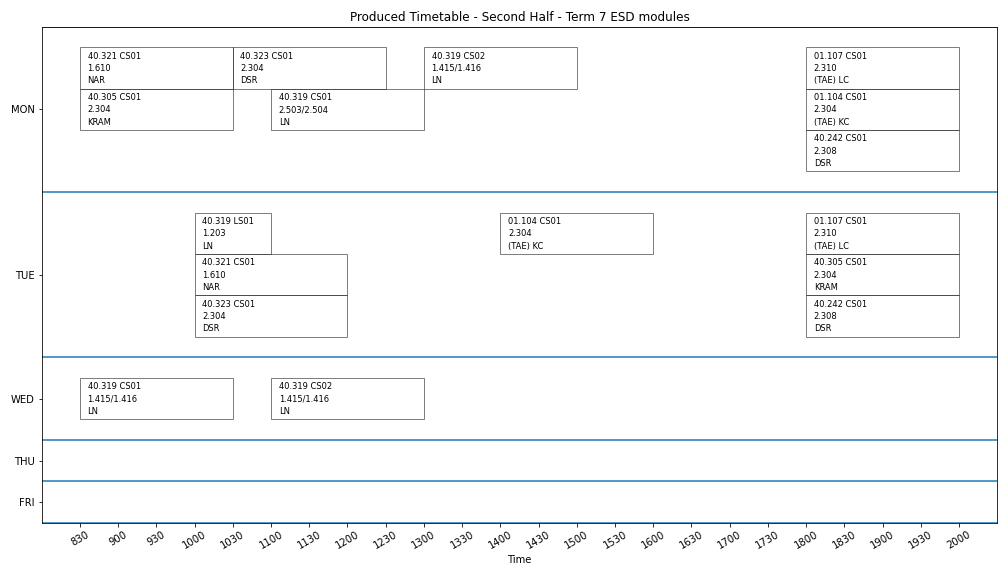 Produced Timetable - Second Half - Term 7 ESD modules
MON
40.321 CS01
1.610
NAR
40.323 CS01
2.304
DSR
40.319 CS02
1.415/1.416
LN
01.107 CS01
2.310
(TAE) LC
40.305 CS01
2.304
KRAM
40.319 CS01
2.503/2.504
LN
01.104 CS01
2.304
(TAE) KC
40.242 CS01
2.308
DSR
TUE
40.319 LS01
1.203
LN
01.104 CS01
2.304
(TAE) KC
01.107 CS01
2.310
(TAE) LC
40.321 CS01
1.610
NAR
40.305 CS01
2.304
KRAM
40.323 CS01
2.304
DSR
40.242 CS01
2.308
DSR
WED
40.319 CS01
1.415/1.416
LN
40.319 CS02
1.415/1.416
LN
THU
FRI
830 900 930 1000 1030 1100 1130 1200 1230 1300 1330 1400 1430 1500 1530 1600 1630 1700 1730 1800 1830 1900 1930 2000
Time